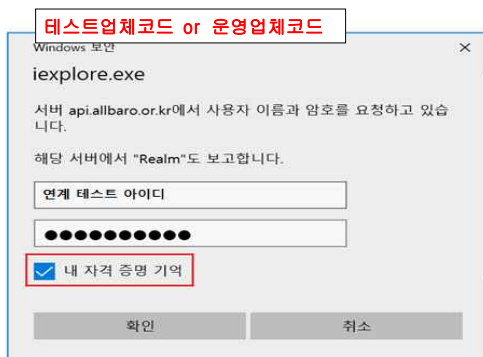 테스트업체코드 or 운영업체코드
Windows 보안
iexplore.exe
서버 api.allbaro.or.kr에서 사용자 이름과 암호를 요청하고 있습
니다.
해당 서버에서 "Realm"도 보고합니다.
연계 테스트 아이디
●●●●●●●●●●
내 자격 증명 기억
확인 취소